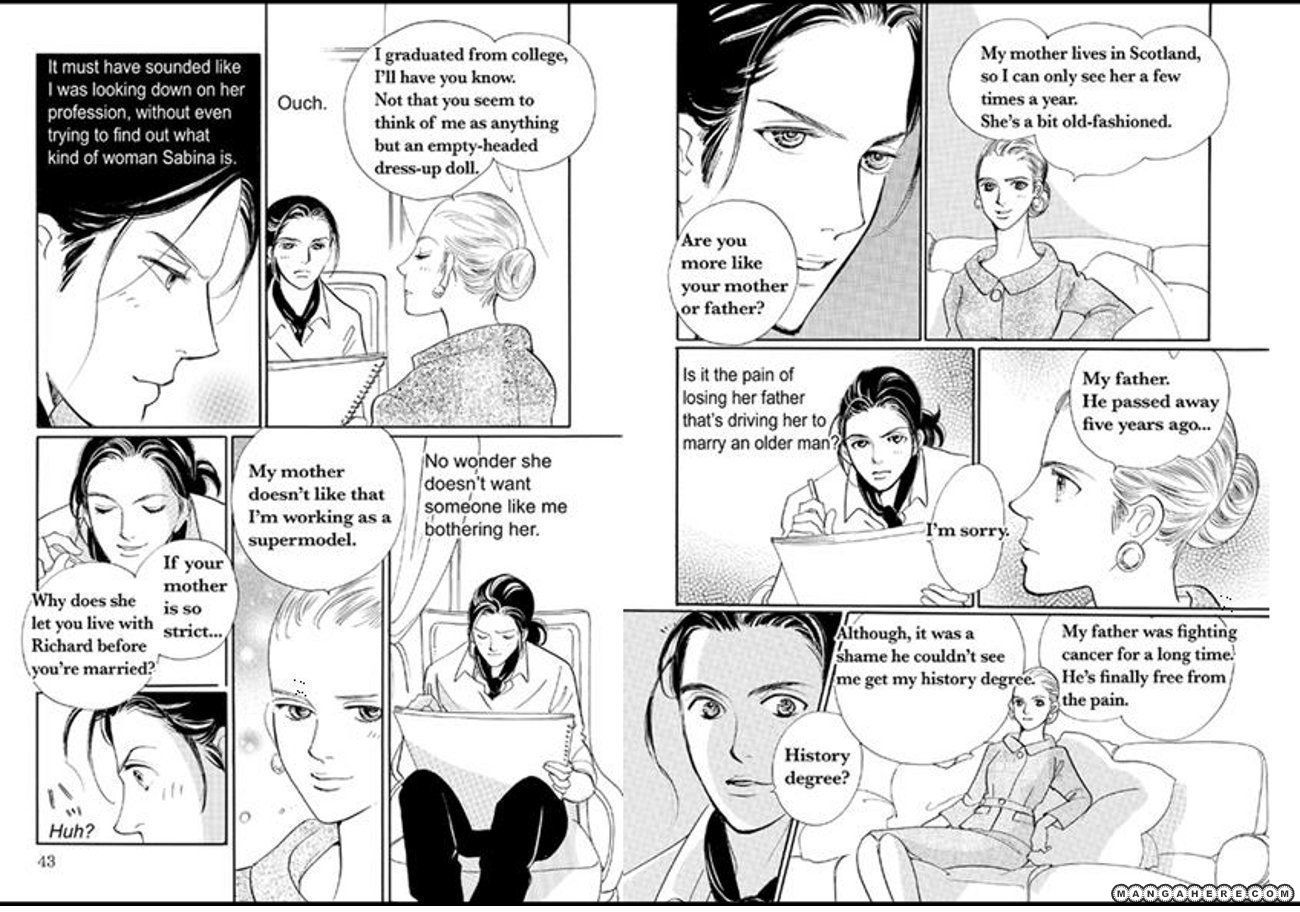 My mother lives in Scotland,
so I can only see her a few
times a year.
She's a bit old-fashioned.
Are you
more like
your mother
or father?
My father.
He passed away
five years ago...
I'm sorry.
Is it the pain of
losing her father
that's driving her to
marry an older man?
My father was fighting
cancer for a long time.
He's finally free from
the pain.
Although, it was a
shame he couldn't see
me get my history degree.
History
degree?
I graduated from college,
I'll have you know.
Not that you seem to
think of me as anything
but an empty-headed
dress-up doll.
Ouch.
It must have sounded like
I was looking down on her
profession, without even
trying to find out what
kind of woman Sabina is.
No wonder she
doesn't want
someone like me
bothering her.
My mother
doesn't like that
I'm working as a
supermodel.
If your
mother
is so
strict...
Why does she
let you live with
Richard before
you're married?
Huh?
43
MANGAHERE.COM